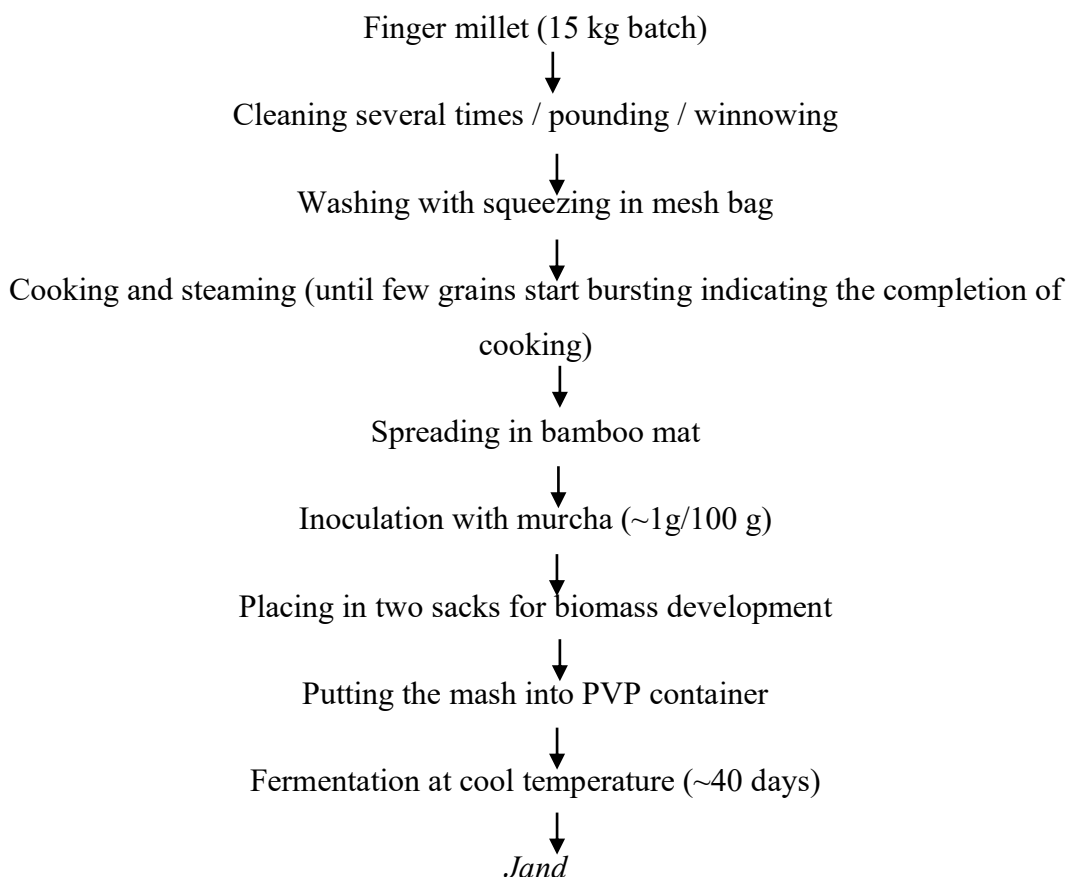 Finger millet (15 kg batch)
Cleaning several times / pounding / winnowing
Washing with squeezing in mesh bag
Cooking and steaming (until few grains start bursting indicating the completion of
cooking)
Spreading in bamboo mat
Inoculation with murcha (~1g/100 g)
Placing in two sacks for biomass development
Putting the mash into PVP container
Fermentation at cool temperature (~40 days)
Jand